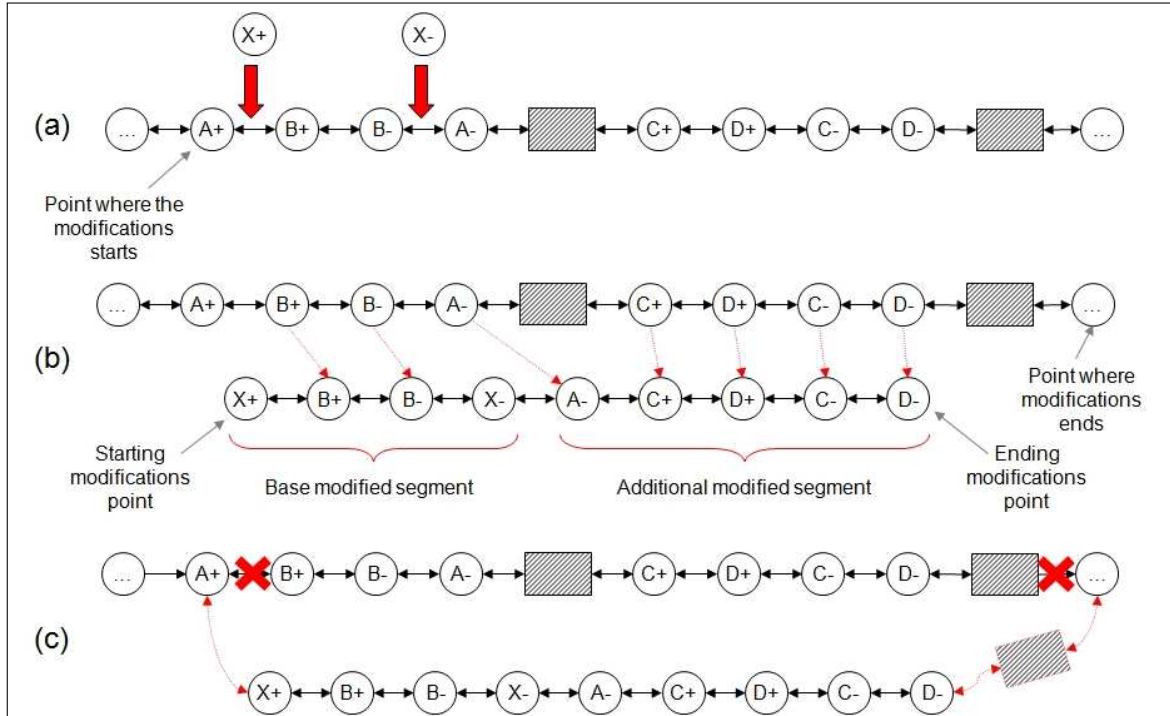 X+ X-
(a) ... A+ B+ B- A- C+ D+ C- D- ...
Point where the
modifications
starts
... A+ B+ B- A- C+ D+ C- D- ...
(b)
Point where
modifications
ends
X+ B+ B- X- A- C+ D+ C- D-
Starting
modifications
point
Base modified segment
Additional modified segment
Ending
modifications
point
... A+ B+ B- A- C+ D+ C- D- ...
(c)
X+ B+ B- X- A- C+ D+ C- D-